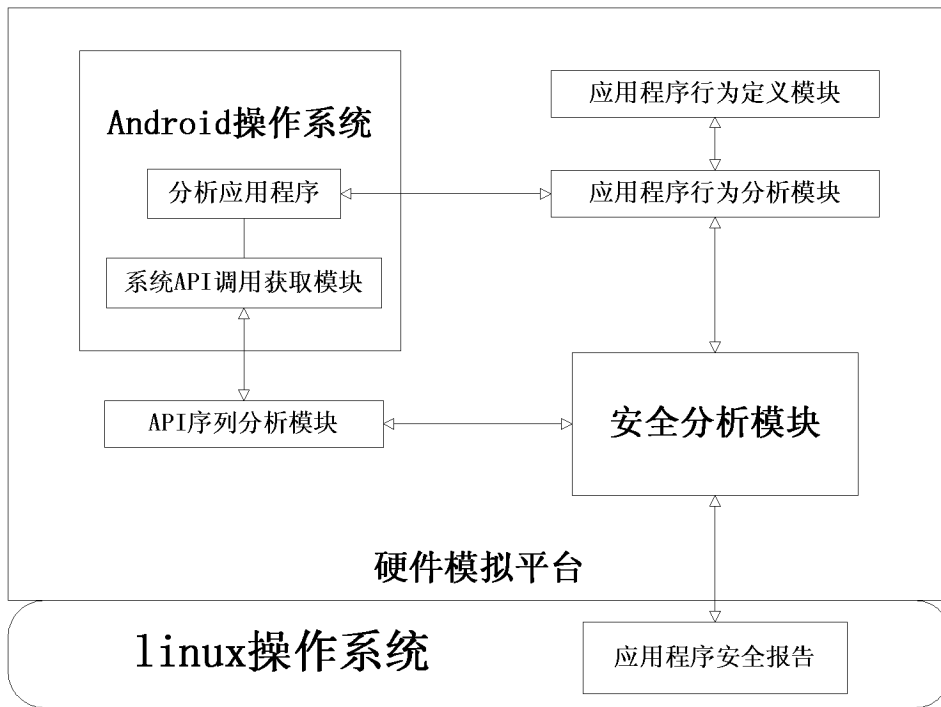 Android操作系统
分析应用程序
系统API调用获取模块
API序列分析模块
应用程序行为定义模块
应用程序行为分析模块
安全分析模块
硬件模拟平台
linux操作系统
应用程序安全报告